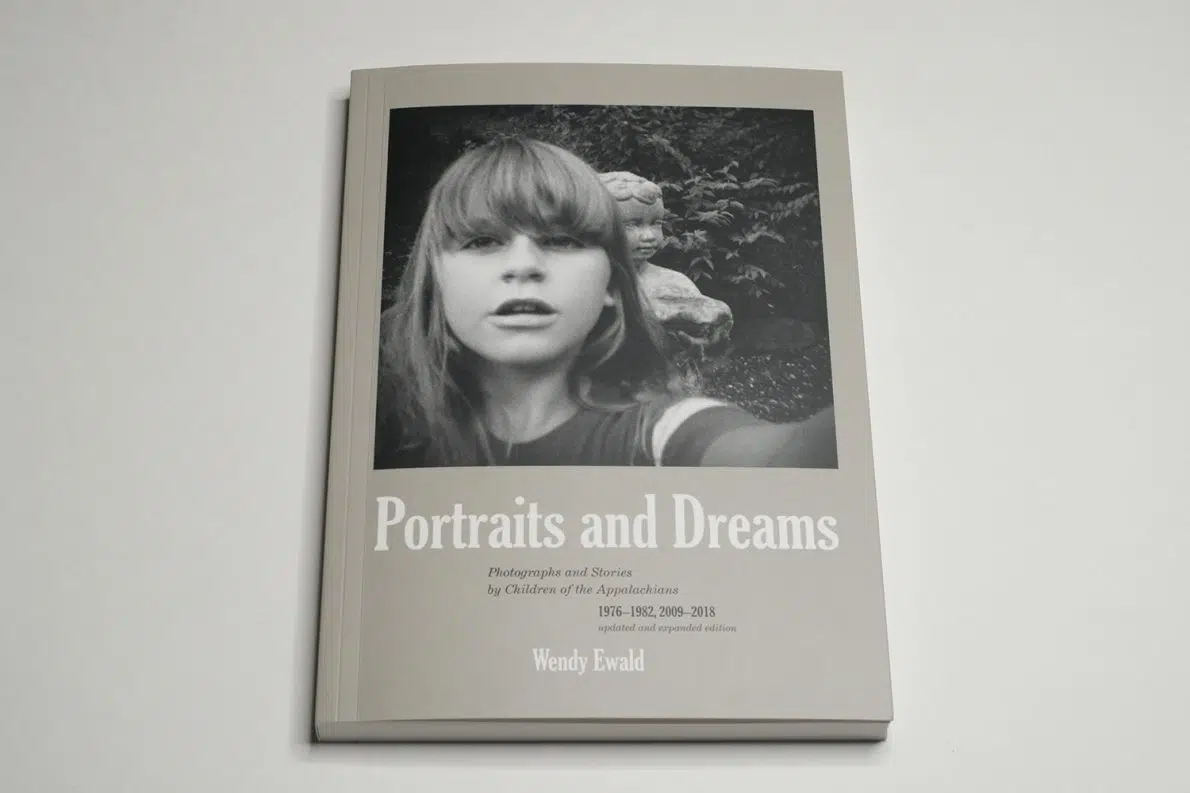 Portraits and Dreams
Photographs and Stories
by Children of the Appalachians
1976–1982, 2009–2018
updated and expanded edition
Wendy Ewald